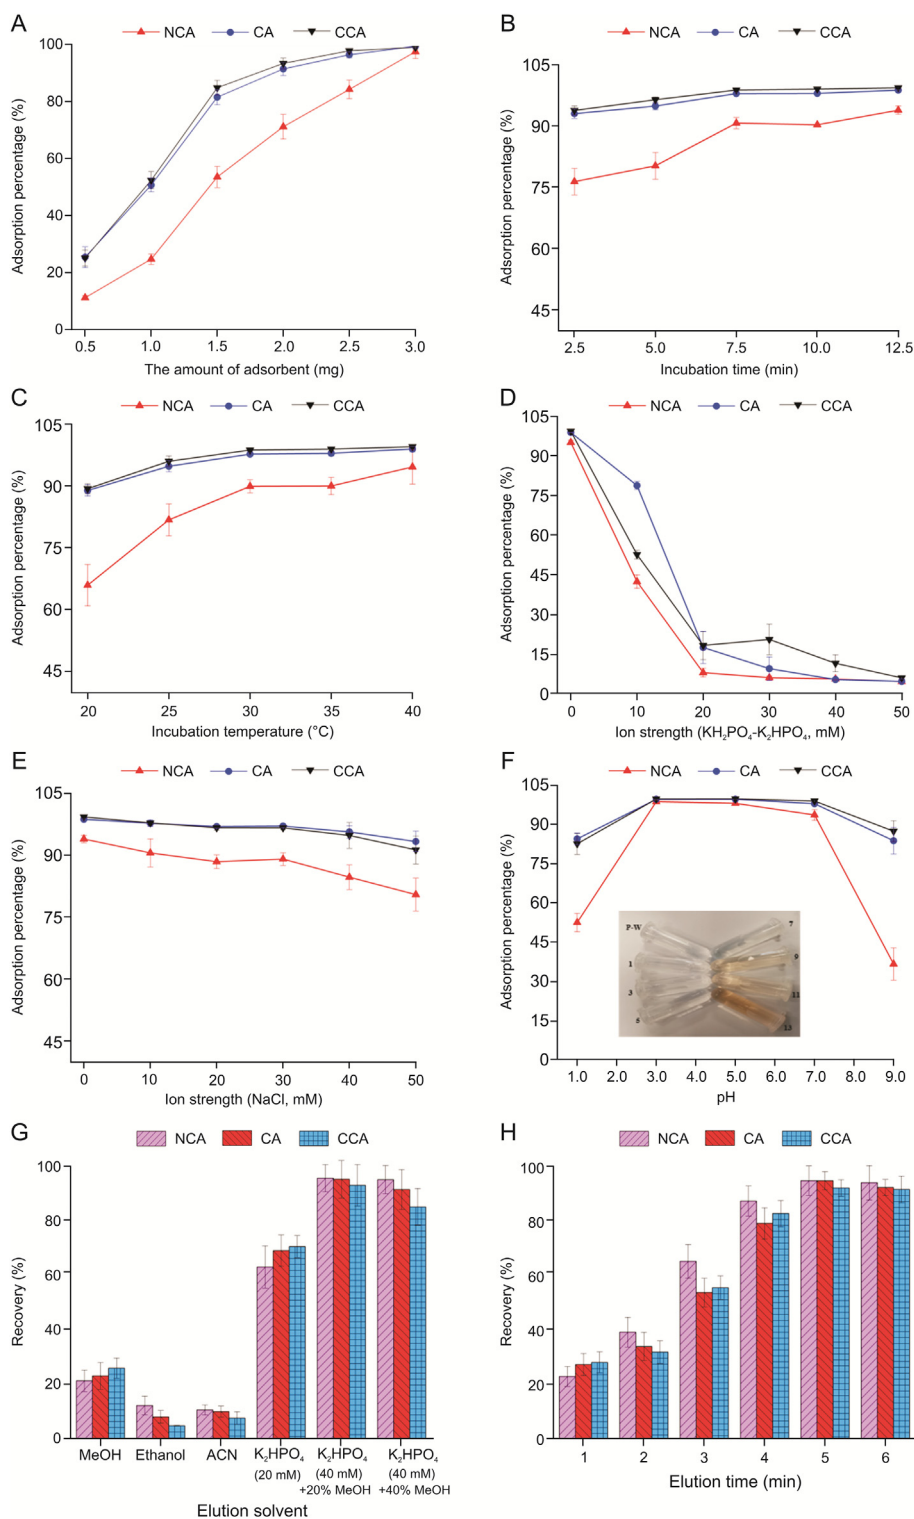 A
NCA CA CCA
100
80
60
40
20
0
Adsorption percentage (%)
0.5 1.0 1.5 2.0 2.5 3.0
The amount of adsorbent (mg)
B
NCA CA CCA
105
90
75
60
45
Adsorption percentage (%)
2.5 5.0 7.5 10.0 12.5
Incubation time (min)
C
NCA CA CCA
105
90
75
60
45
Adsorption percentage (%)
20 25 30 35 40
Incubation temperature (°C)
D
NCA CA CCA
105
90
75
60
45
30
15
0
Adsorption percentage (%)
0 10 20 30 40 50
Ion strength (KH₂PO₄-K₂HPO₄, mM)
E
NCA CA CCA
105
90
75
60
45
Adsorption percentage (%)
0 10 20 30 40 50
Ion strength (NaCl, mM)
F
NCA CA CCA
105
90
75
60
45
30
15
0
Adsorption percentage (%)
P-W
1
3
5
7
9
11
13
1.0 2.0 3.0 4.0 5.0 6.0 7.0 8.0 9.0
pH
G
NCA CA CCA
100
80
60
40
20
0
Recovery (%)
MeOH Ethanol ACN K₂HPO₄ K₂HPO₄ K₂HPO₄
(20 mM) (40 mM) (40 mM)
+20% MeOH +40% MeOH
Elution solvent
H
NCA CA CCA
100
80
60
40
20
0
Recovery (%)
1 2 3 4 5 6
Elution time (min)